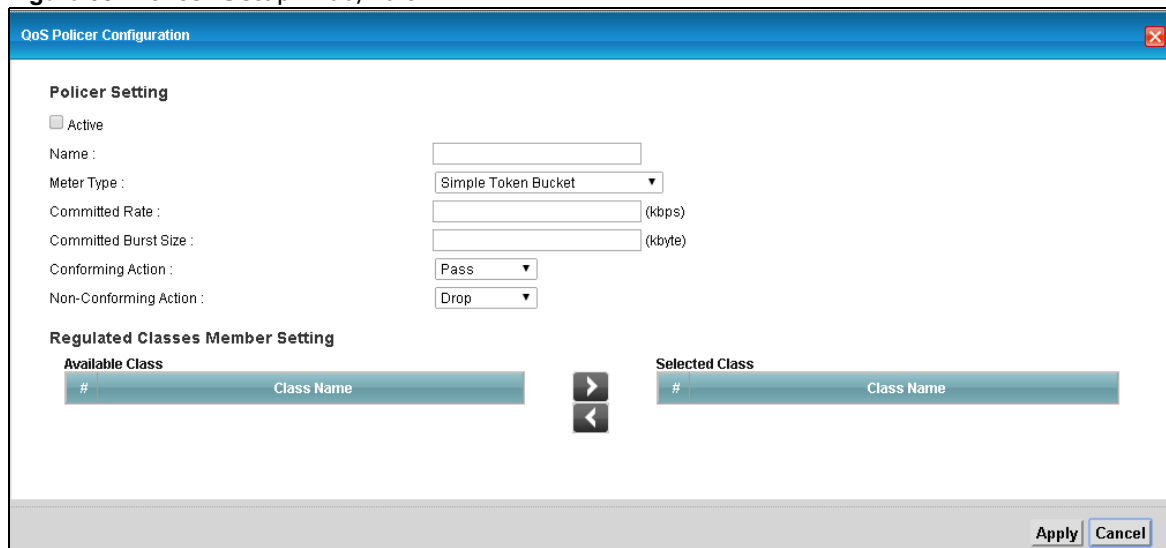 QoS Policer Configuration
Policer Setting
Active
Name :
Meter Type : Simple Token Bucket
Committed Rate : (kbps)
Committed Burst Size : (kbyte)
Conforming Action : Pass
Non-Conforming Action : Drop
Regulated Classes Member Setting
Available Class Selected Class
# Class Name # Class Name
Apply Cancel